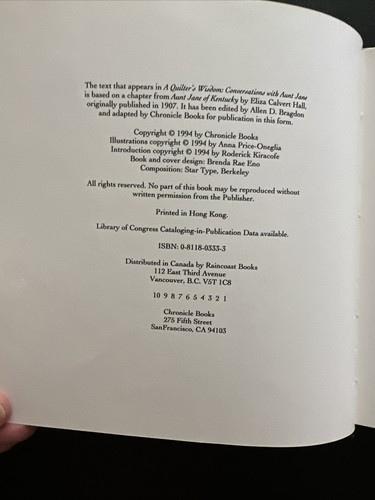 The text that appears in A Quilter's Wisdom: Conversations with Aunt Jane
is based on a chapter from Aunt Jane of Kentucky by Eliza Calvert Hall,
originally published in 1907. It has been edited by Allen D. Bragdon
and adapted by Chronicle Books for publication in this form.
Copyright © 1994 by Chronicle Books
Illustrations copyright © 1994 by Anna Price-Oneglia
Introduction copyright © 1994 by Roderick Kiracofe
Book and cover design: Brenda Rae Eno
Composition: Star Type, Berkeley
All rights reserved. No part of this book may be reproduced without
written permission from the Publisher.
Printed in Hong Kong.
Library of Congress Cataloging-in-Publication Data available.
ISBN: 0-8118-0333-3
Distributed in Canada by Raincoast Books
112 East Third Avenue
Vancouver, B.C. V5T 1C8
10 9 8 7 6 5 4 3 2 1
Chronicle Books
275 Fifth Street
SanFrancisco, CA 94103